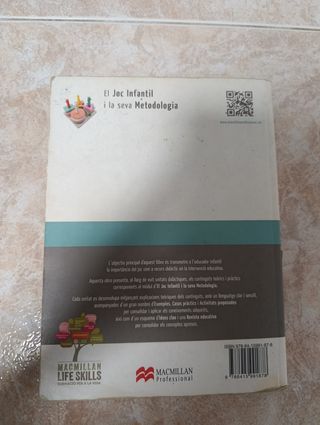 El Joc Infantil
i la seva Metodologia
L'objectiu principal d'aquest llibre és transmetre a l'educador infantil
la importància del joc com a recurs didàctic en la intervenció educativa.
Aquesta obra presenta, al llarg de vuit unitats didàctiques, els continguts teòrics i pràctics
corresponents al mòdul d'El Joc Infantil i la seva Metodologia.
Cada unitat es desenvolupa mitjançant explicacions teòriques dels continguts, amb un llenguatge clar i senzill,
acompanyades d'un gran nombre d'Exemples, Casos pràctics i Activitats proposades
per consolidar i aplicar els coneixements adquirits,
així com d'un esquema d'Idees clau i una Revista educativa
per consolidar els conceptes apresos.
MACMILLAN
LIFE SKILLS
FORMACIÓ PER A LA VIDA
MACMILLAN
Professional